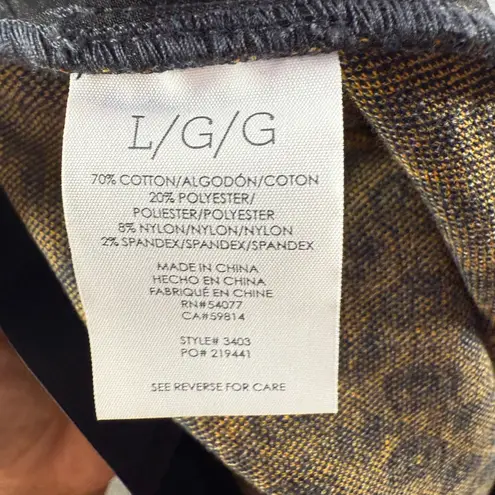 L/G/G
70% COTTON/ALGODÓN/COTON
20% POLYESTER/
POLIESTER/POLYESTER
8% NYLON/NYLON/NYLON
2% SPANDEX/SPANDEX/SPANDEX
MADE IN CHINA
HECHO EN CHINA
FABRIQUÉ EN CHINE
RN#54077
CA#59814
STYLE# 3403
PO# 219441
SEE REVERSE FOR CARE